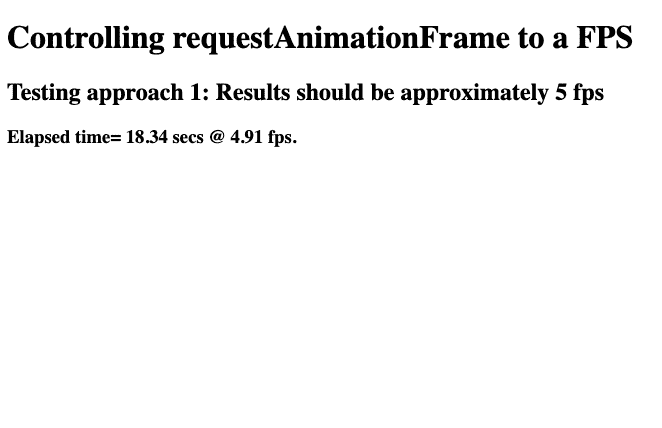 Controlling requestAnimationFrame to a FPS
Testing approach 1: Results should be approximately 5 fps
Elapsed time= 18.34 secs @ 4.91 fps.